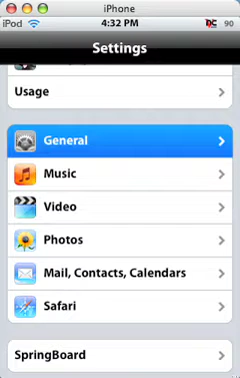 iPhone
iPod 4:32 PM 90
Settings
Usage
General
Music
Video
Photos
Mail, Contacts, Calendars
Safari
SpringBoard